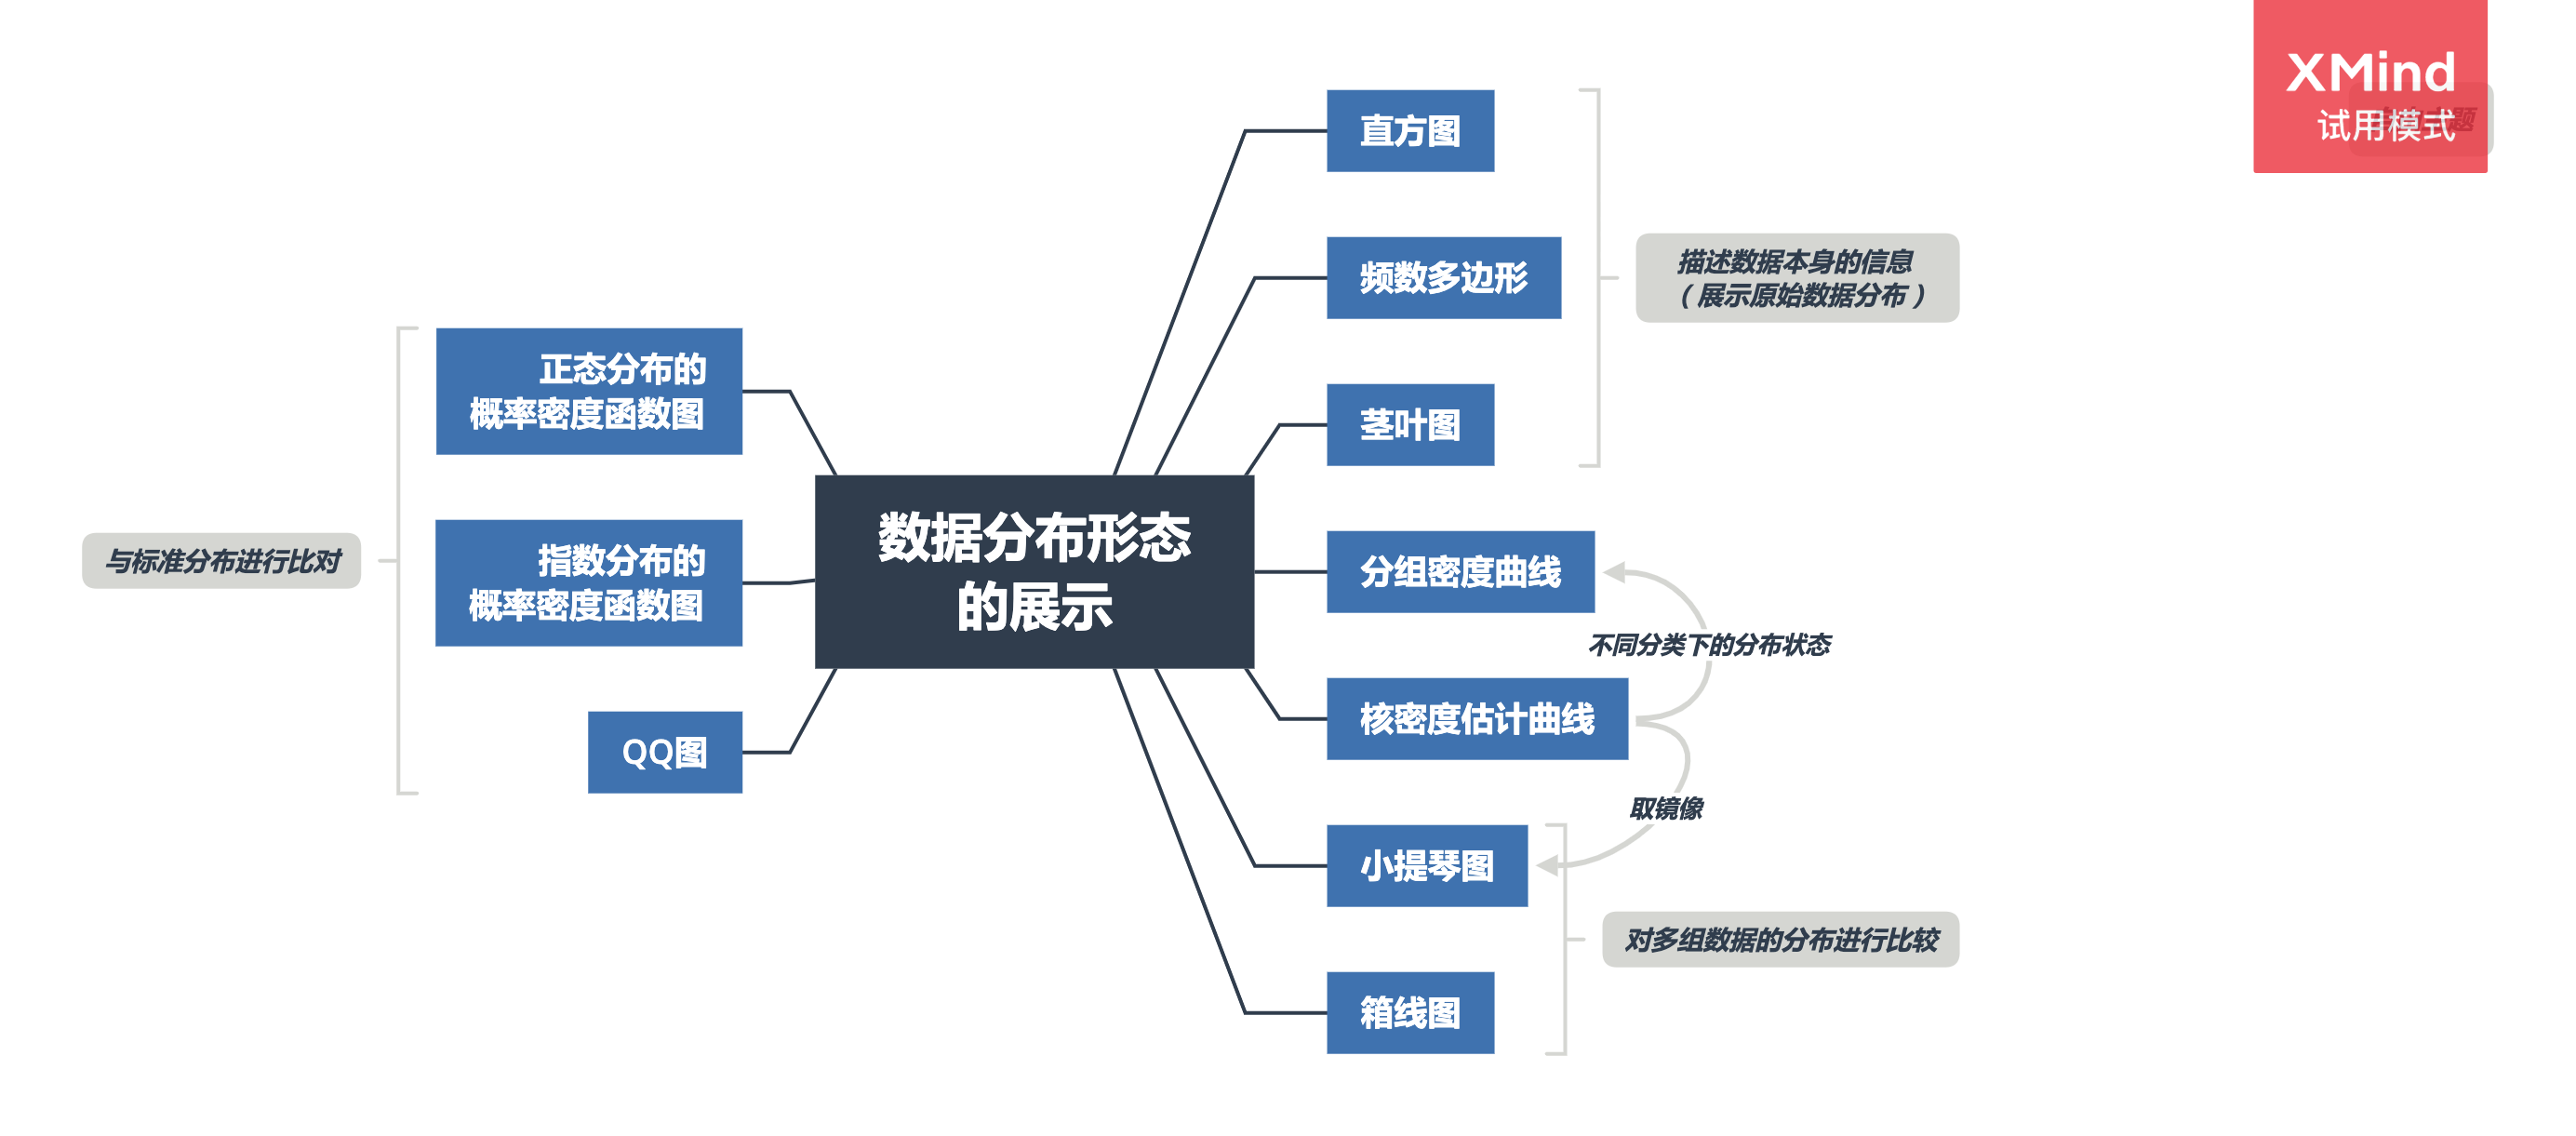 XMind
试用模式
直方图
频数多边形
茎叶图
描述数据本身的信息
（展示原始数据分布）
正态分布的
概率密度函数图
指数分布的
概率密度函数图
QQ图
与标准分布进行比对
数据分布形态
的展示
分组密度曲线
不同分类下的分布状态
核密度估计曲线
取镜像
小提琴图
对多组数据的分布进行比较
箱线图